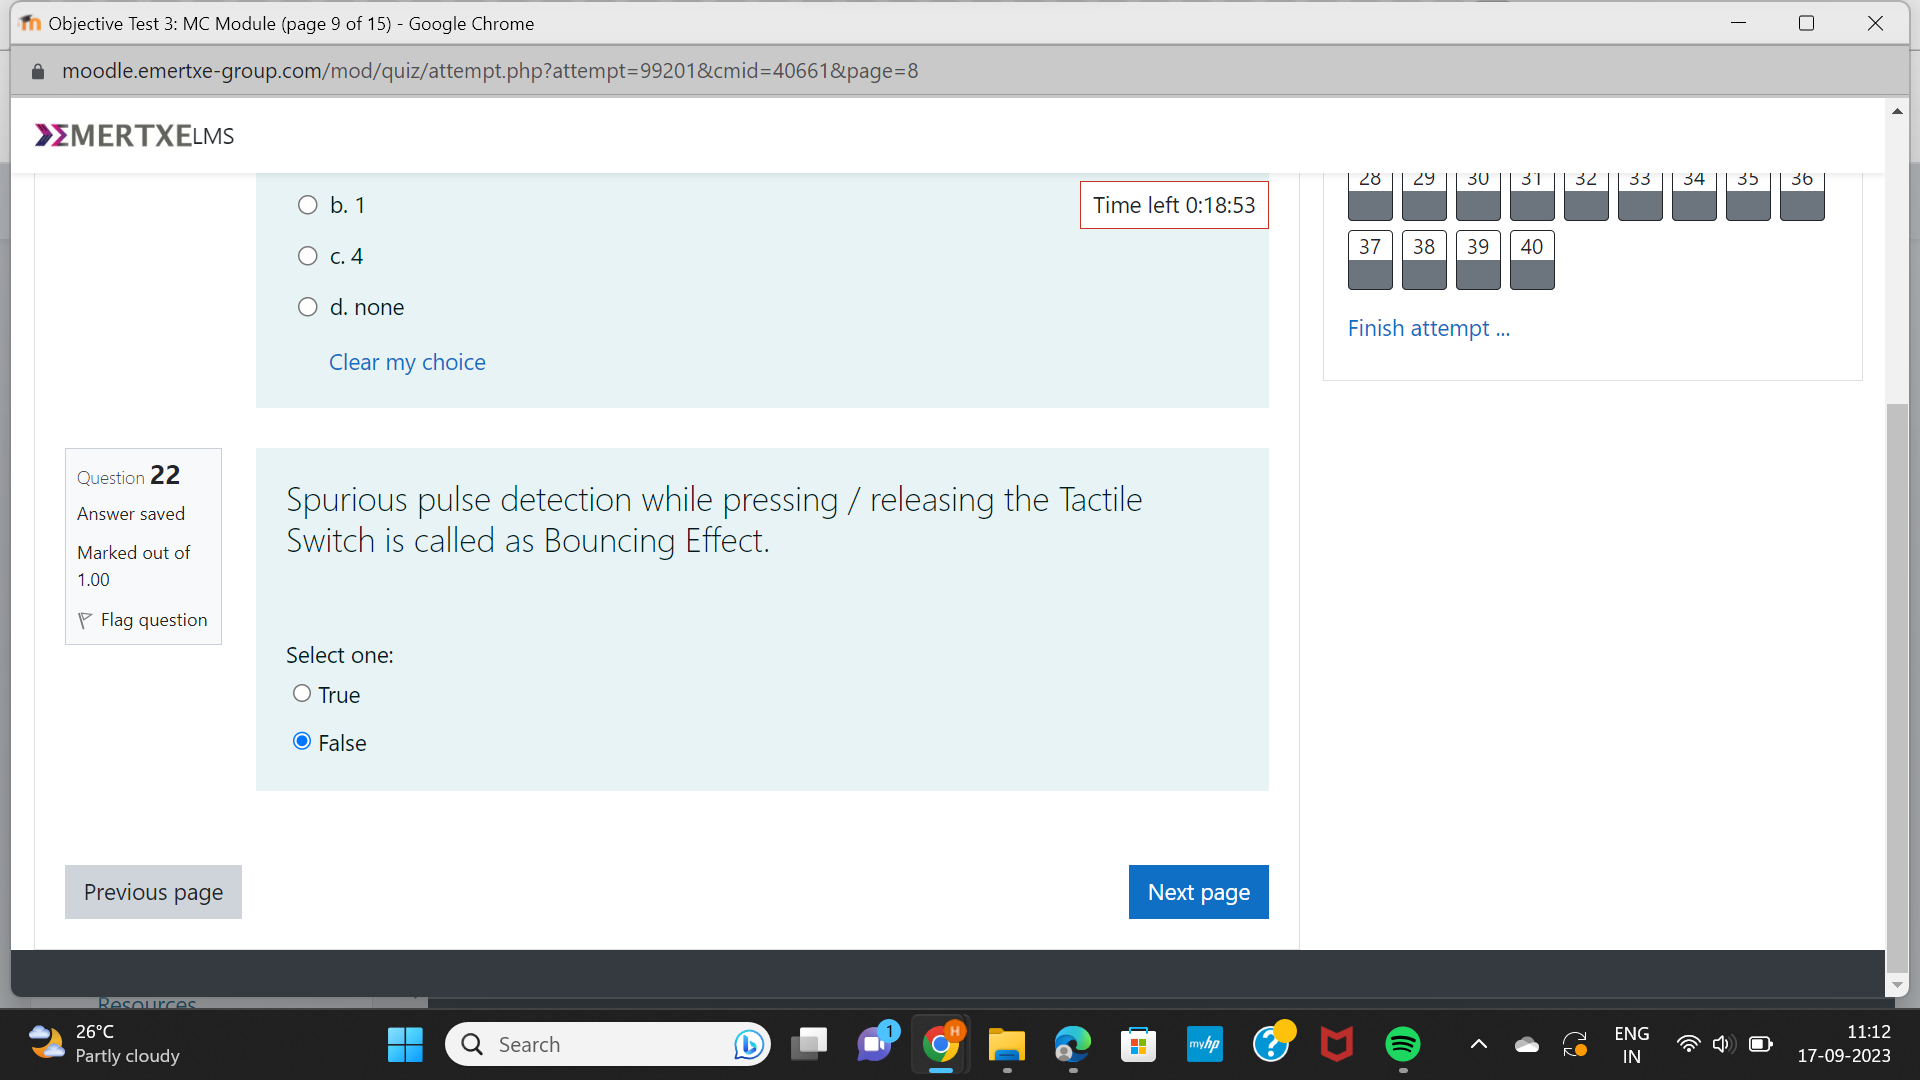 Objective Test 3: MC Module (page 9 of 15) - Google Chrome
moodle.emertxe-group.com/mod/quiz/attempt.php?attempt=99201&cmid=40661&page=8
EMERTXE LMS
b. 1
Time left 0:18:53
c. 4
d. none
Clear my choice
28 29 30 31 32 33 34 35 36
37 38 39 40
Finish attempt ...
Question 22
Answer saved
Marked out of
1.00
Flag question
Spurious pulse detection while pressing / releasing the Tactile
Switch is called as Bouncing Effect.
Select one:
True
False
Previous page
Next page
Resources
26°C
Partly cloudy
Search
1
H
myhp
ENG
IN
11:12
17-09-2023